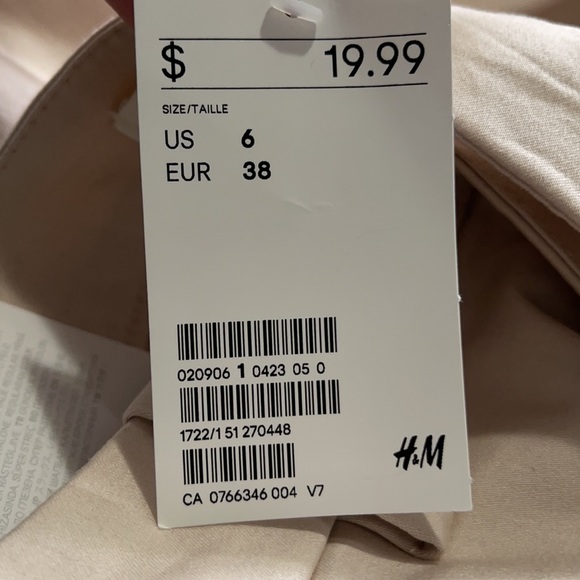 $ 19.99
SIZE/TAILLE
US 6
EUR 38
020906 1 0423 05 0
1722/1 51 270448
H&M
CA 0766346 004 V7